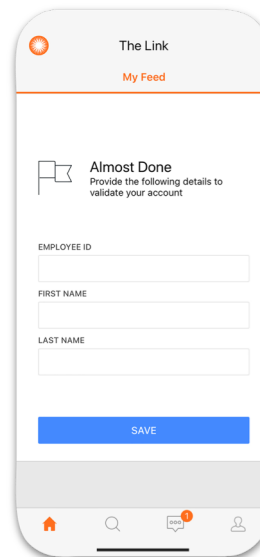 The Link
My Feed
Almost Done
Provide the following details to
validate your account
EMPLOYEE ID
FIRST NAME
LAST NAME
SAVE
1